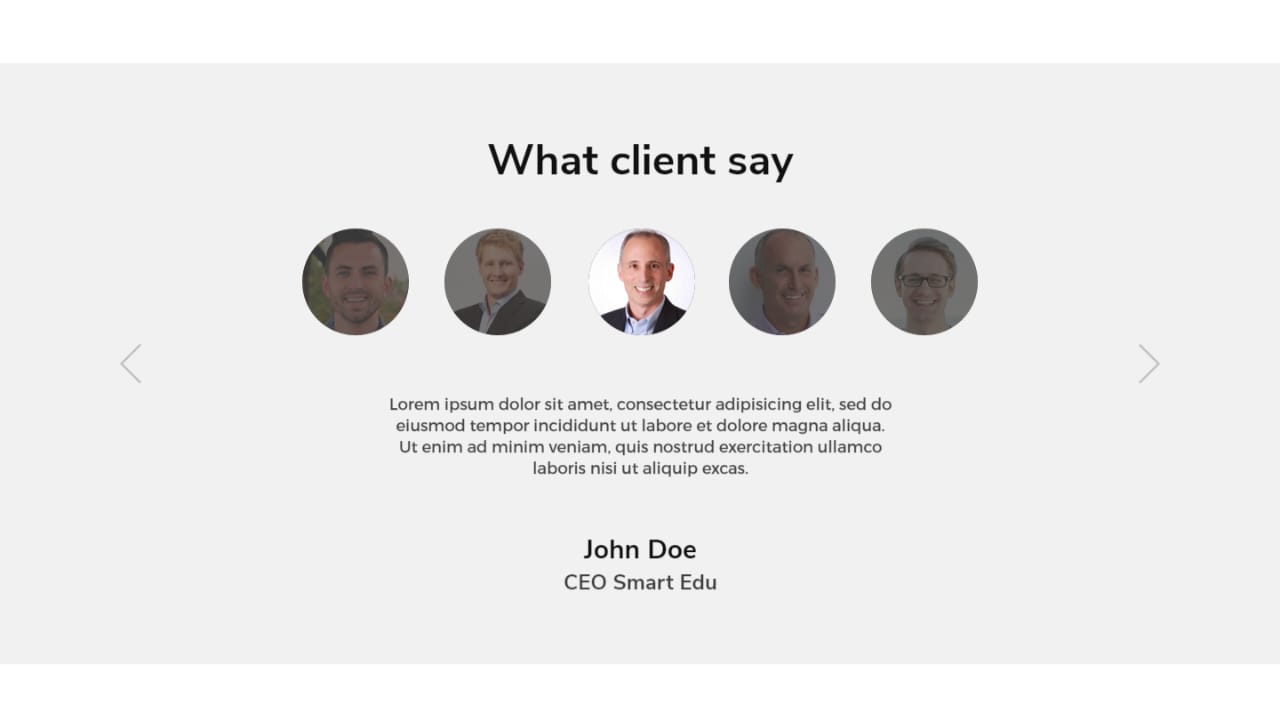 What client say
Lorem ipsum dolor sit amet, consectetur adipisicing elit, sed do
eiusmod tempor incididunt ut labore et dolore magna aliqua.
Ut enim ad minim veniam, quis nostrud exercitation ullamco
laboris nisi ut aliquip excas.
John Doe
CEO Smart Edu